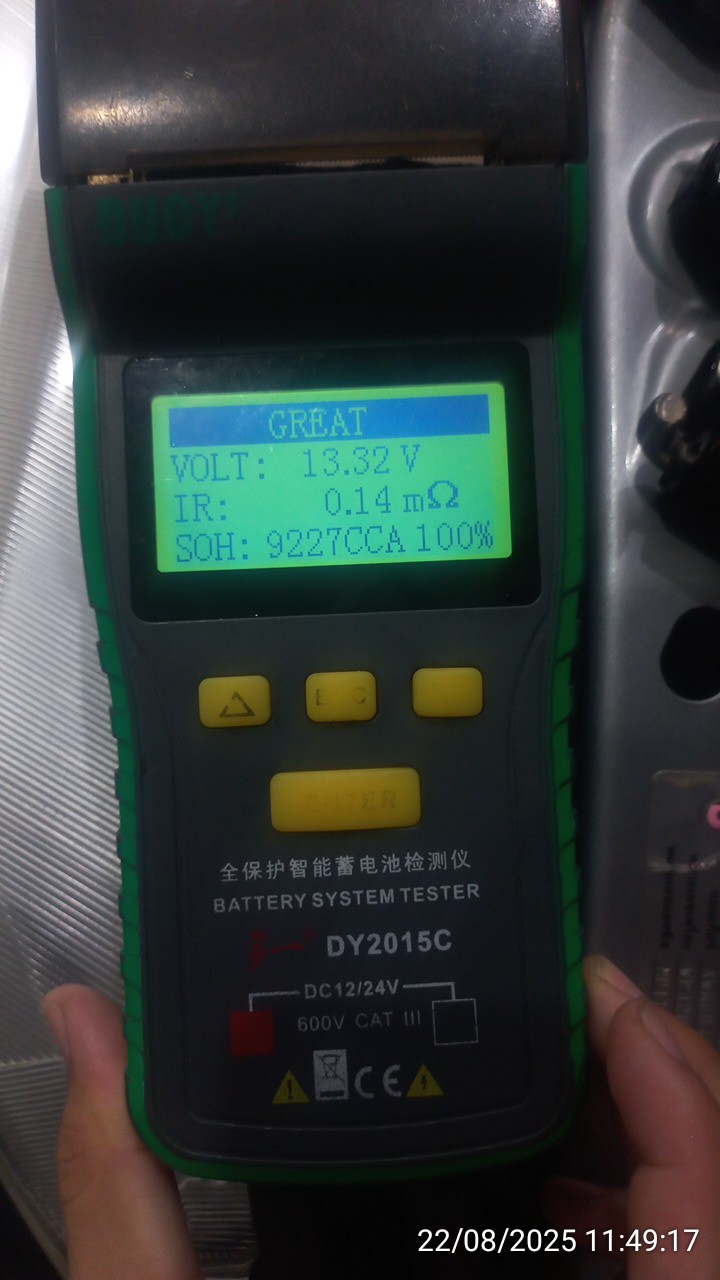 GREAT
VOLT: 13.32 V
IR: 0.14 mΩ
SOH: 9227CCA 100%
ENTER
全保护智能蓄电池检测仪
BATTERY SYSTEM TESTER
DY2015C
DC12/24V
600V CAT III
CE
22/08/2025 11:49:17